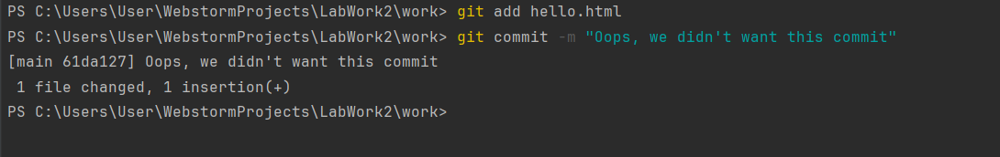 PS C:\Users\User\WebstormProjects\LabWork2\work> git add hello.html
PS C:\Users\User\WebstormProjects\LabWork2\work> git commit -m "Oops, we didn't want this commit"
[main 61da127] Oops, we didn't want this commit
 1 file changed, 1 insertion(+)
PS C:\Users\User\WebstormProjects\LabWork2\work>